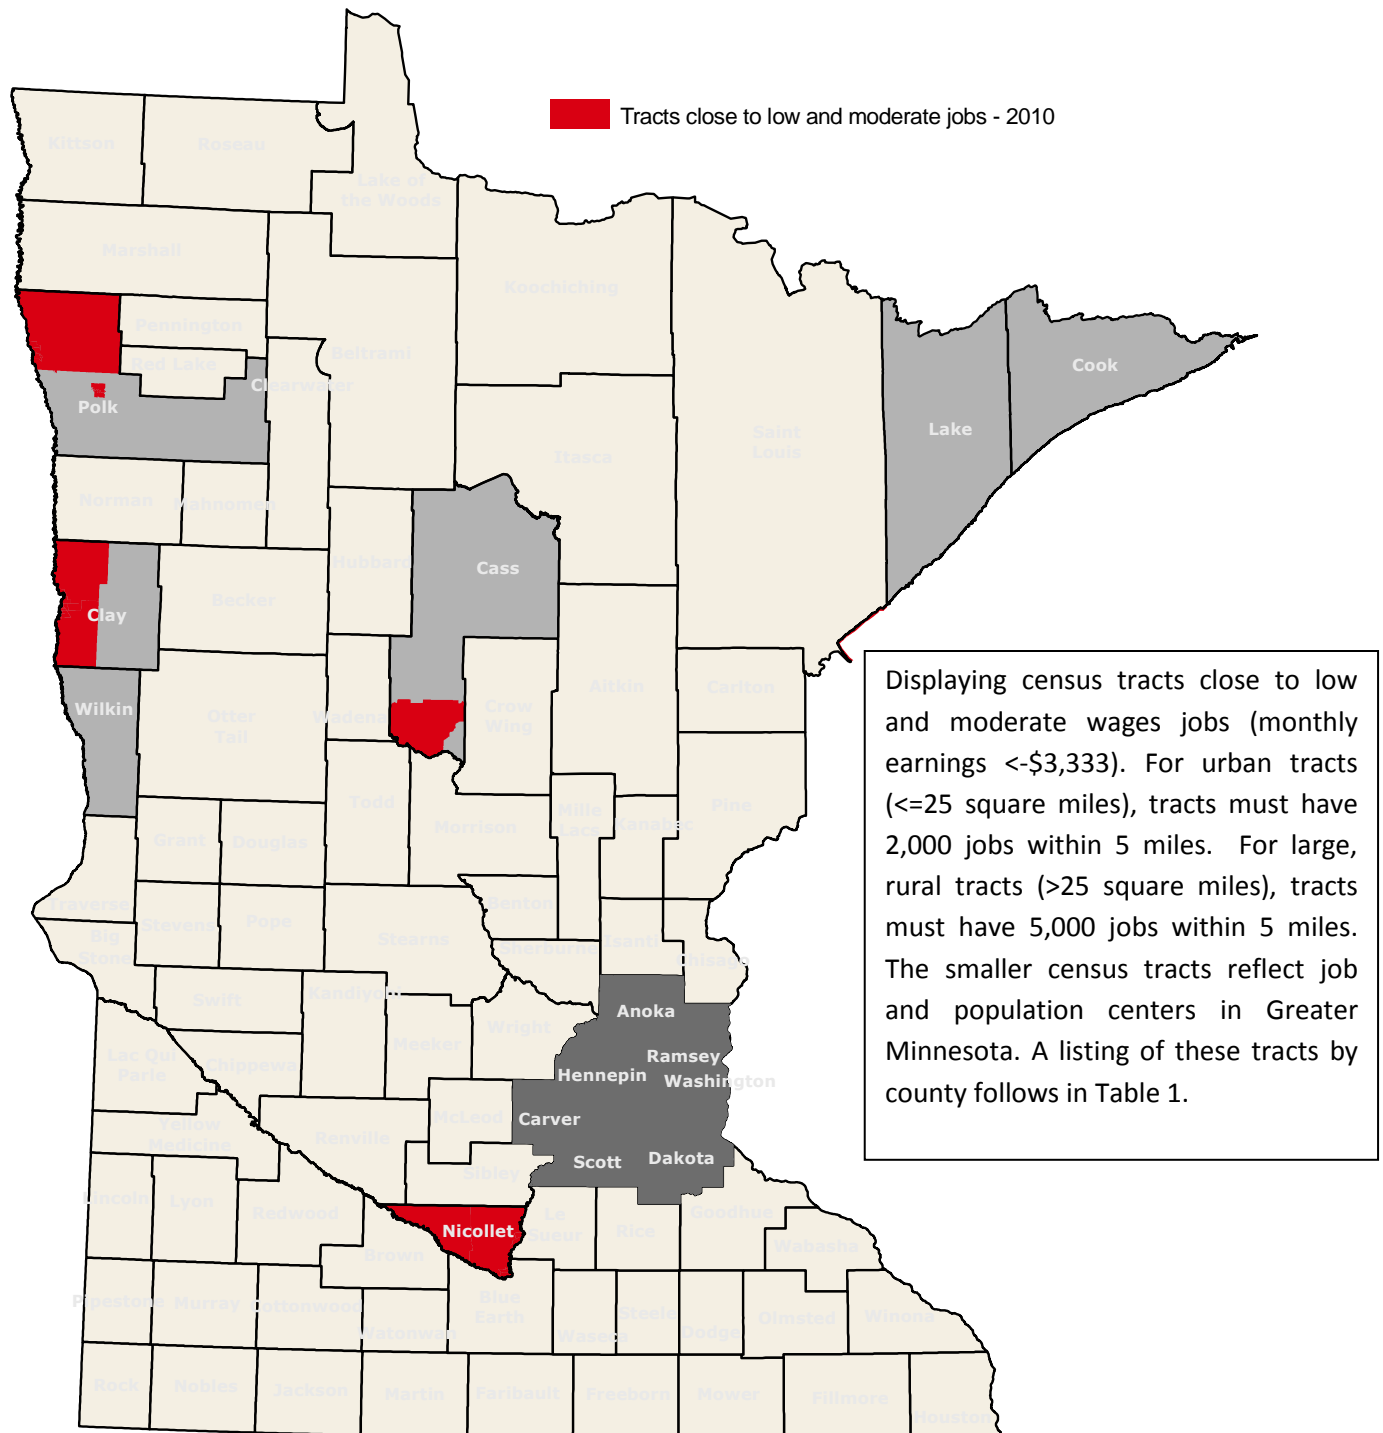 Tracts close to low and moderate jobs - 2010
Kittson
Roseau
Lake of
the Woods
Marshall
Koochiching
Pennington
Red Lake
Beltrami
Clearwater
Polk
Cook
Lake
Saint
Louis
Itasca
Norman
Mahnomen
Hubbard
Cass
Becker
Clay
Wilkin
Otter
Tail
Wadena
Crow
Wing
Aitkin
Carlton
Displaying census tracts close to low
and moderate wages jobs (monthly
earnings <-$3,333). For urban tracts
(<=25 square miles), tracts must have
2,000 jobs within 5 miles. For large,
rural tracts (>25 square miles), tracts
must have 5,000 jobs within 5 miles.
The smaller census tracts reflect job
and population centers in Greater
Minnesota. A listing of these tracts by
county follows in Table 1.
Todd
Morrison
Mille
Lacs
Kanabec
Pine
Grant
Douglas
Traverse
Big
Stone
Stevens
Pope
Stearns
Benton
Sherburne
Isanti
Chisago
Swift
Kandiyohi
Wright
Anoka
Meeker
Lac Qui
Parle
Chippewa
Ramsey
Hennepin
Washington
McLeod
Carver
Yellow
Medicine
Renville
Sibley
Scott
Dakota
Lincoln
Lyon
Redwood
Nicollet
Le
Sueur
Rice
Goodhue
Wabasha
Brown
Pipestone
Murray
Cottonwood
Watonwan
Blue
Earth
Waseca
Steele
Dodge
Olmsted
Winona
Rock
Nobles
Jackson
Martin
Faribault
Freeborn
Mower
Fillmore
Houston